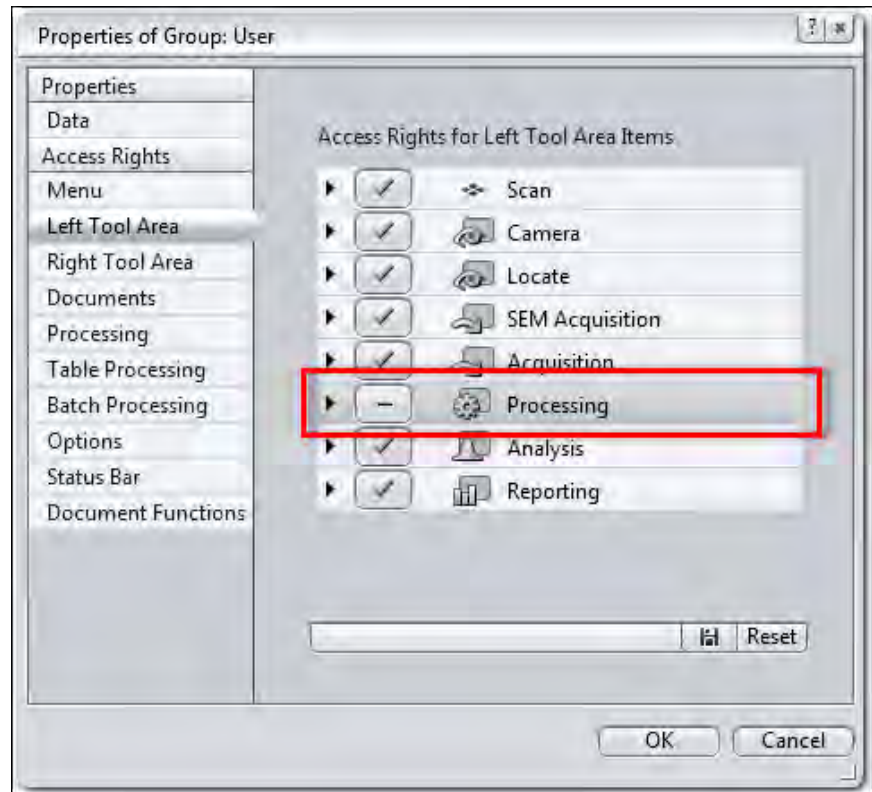 Properties of Group: User
Properties
Data
Access Rights
Menu
Left Tool Area
Right Tool Area
Documents
Processing
Table Processing
Batch Processing
Options
Status Bar
Document Functions
Access Rights for Left Tool Area Items
Scan
Camera
Locate
SEM Acquisition
Acquisition
Processing
Analysis
Reporting
Reset
OK
Cancel